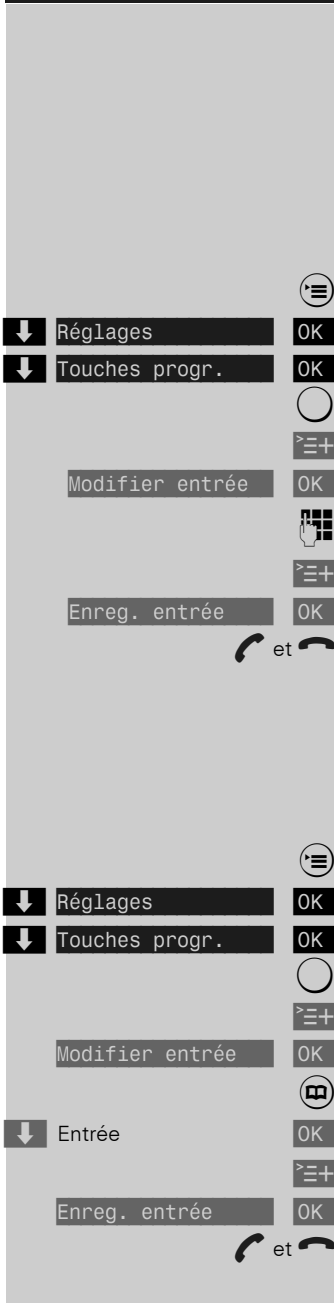 Réglages OK
Touches progr. OK
Modifier entrée OK
Enreg. entrée OK
et
Réglages OK
Touches progr. OK
Modifier entrée OK
Entrée OK
Enreg. entrée OK
et